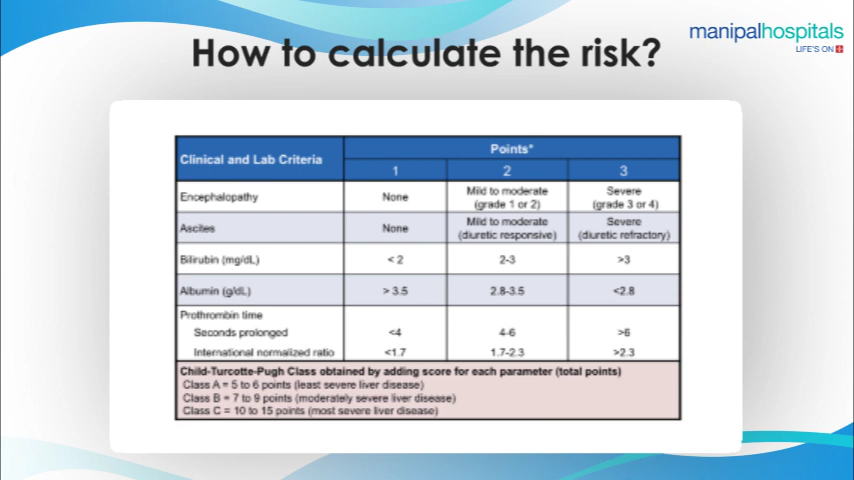 manipalhospitals
LIFE'S ON
How to calculate the risk?
Clinical and Lab Criteria
Points*
1
2
3
Encephalopathy
None
Mild to moderate
(grade 1 or 2)
Severe
(grade 3 or 4)
Ascites
None
Mild to moderate
(diuretic responsive)
Severe
(diuretic refractory)
Bilirubin (mg/dL)
< 2
2-3
>3
Albumin (g/dL)
> 3.5
2.8-3.5
<2.8
Prothrombin time
Seconds prolonged
<4
4-6
>6
International normalized ratio
<1.7
1.7-2.3
>2.3
Child-Turcotte-Pugh Class obtained by adding score for each parameter (total points)
Class A = 5 to 6 points (least severe liver disease)
Class B = 7 to 9 points (moderately severe liver disease)
Class C = 10 to 15 points (most severe liver disease)